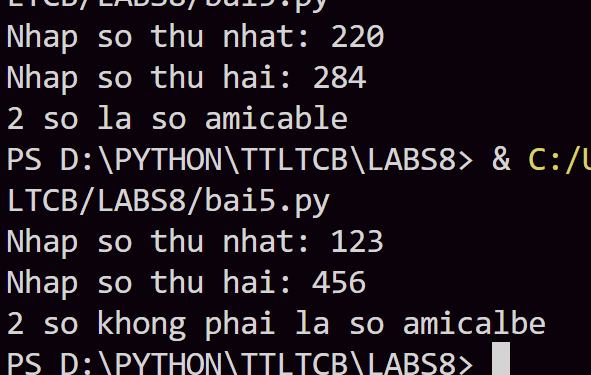 LTCB/LABS8/bai5.py
Nhap so thu nhat: 220
Nhap so thu hai: 284
2 so la so amicable
PS D:\PYTHON\TTLTCB\LABS8> & C:/U
LTCB/LABS8/bai5.py
Nhap so thu nhat: 123
Nhap so thu hai: 456
2 so khong phai la so amicalbe
PS D:\PYTHON\TTLTCB\LABS8>